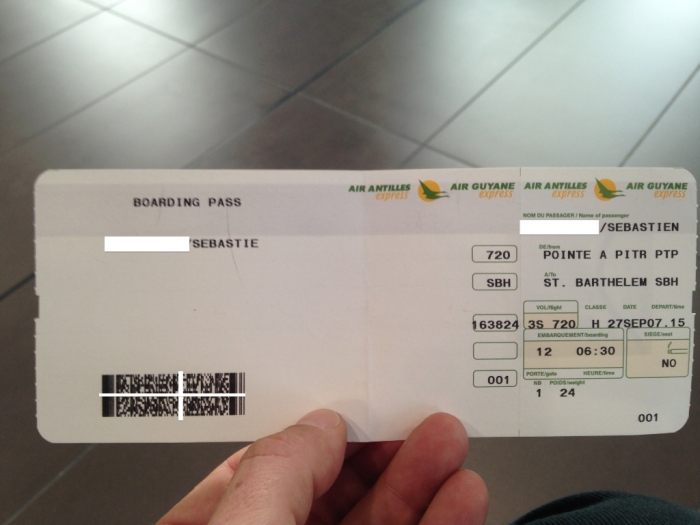 AIR ANTILLES express AIR GUYANE express
BOARDING PASS
/SEBASTIE
720
SBH
163824
001
AIR ANTILLES express AIR GUYANE express
NOM DU PASSAGER / Name of passenger
/SEBASTIEN
DE/from
POINTE A PITR PTP
A/To
ST. BARTHELEM SBH
VOL/flight CLASSE DATE DEPART/time
3S 720 H 27SEP07.15
EMBARQUEMENT/boarding SIEGE/seat
12 06:30 NO
PORTE/gate HEURE/time
NB POIDS/weight
1 24
001